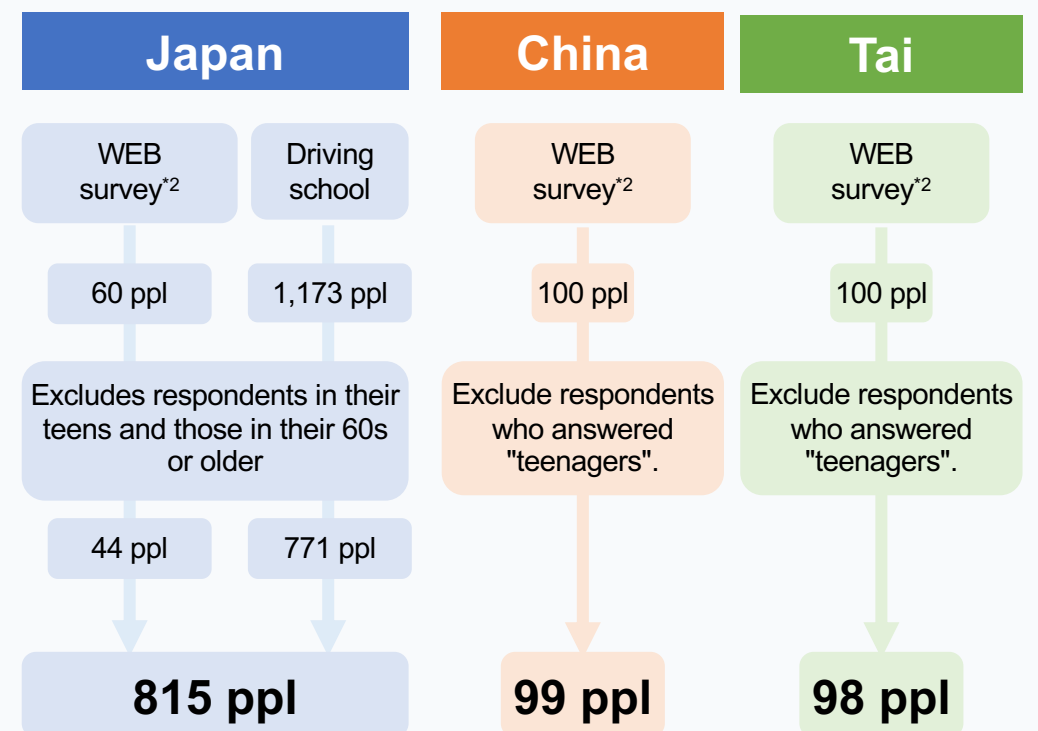 Japan
China
Tai
WEB
survey*2
Driving
school
WEB
survey*2
WEB
survey*2
60 ppl
1,173 ppl
100 ppl
100 ppl
Excludes respondents in their
teens and those in their 60s
or older
Exclude respondents
who answered
"teenagers".
Exclude respondents
who answered
"teenagers".
44 ppl
771 ppl
815 ppl
99 ppl
98 ppl